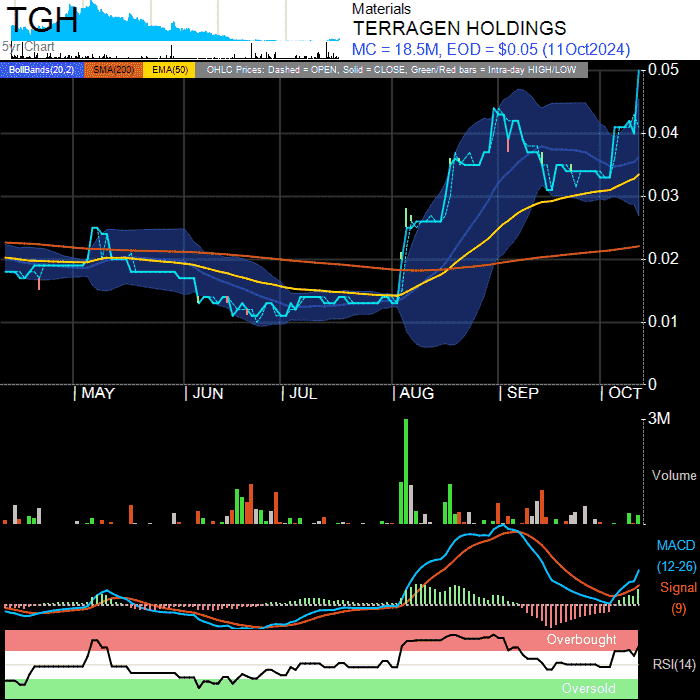 TGH
Materials
TERRAGEN HOLDINGS
5yr Chart
MC = 18.5M, EOD = $0.05 (11Oct2024)
BollBands(20,2) SMA(200) EMA(50) OHLC Prices: Dashed = OPEN, Solid = CLOSE, Green/Red bars = Intra-day HIGH/LOW
0.05
0.04
0.03
0.02
0.01
0
MAY JUN JUL AUG SEP OCT
3M
Volume
MACD
(12-26)
Signal
(9)
Overbought
RSI(14)
Oversold